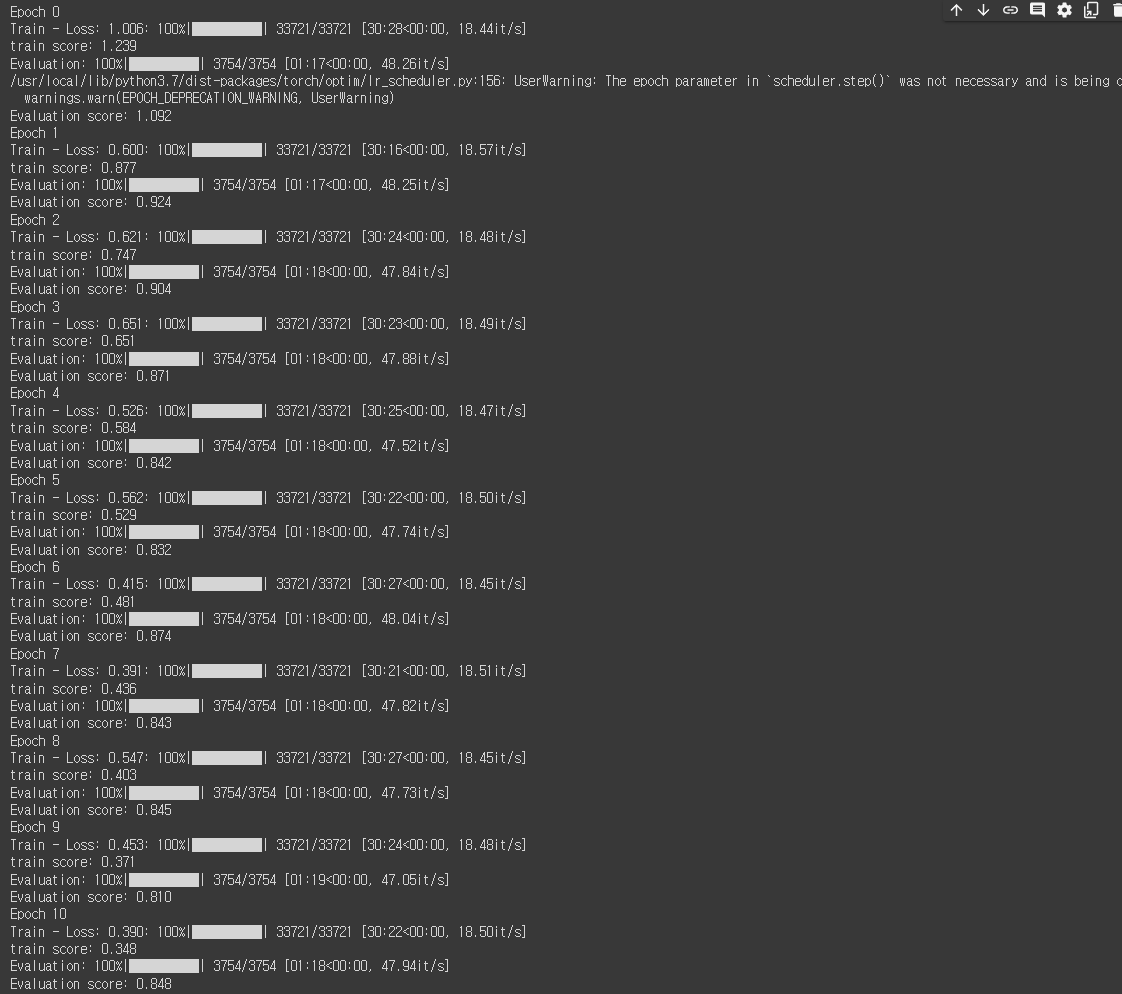 Epoch 0
Train - Loss: 1.006: 100%|██████████| 33721/33721 [30:28<00:00, 18.44it/s]
train score: 1.239
Evaluation: 100%|██████████| 3754/3754 [01:17<00:00, 48.26it/s]
/usr/local/lib/python3.7/dist-packages/torch/optim/lr_scheduler.py:156: UserWarning: The epoch parameter in `scheduler.step()` was not necessary and is being
  warnings.warn(EPOCH_DEPRECATION_WARNING, UserWarning)
Evaluation score: 1.092
Epoch 1
Train - Loss: 0.600: 100%|██████████| 33721/33721 [30:16<00:00, 18.57it/s]
train score: 0.877
Evaluation: 100%|██████████| 3754/3754 [01:17<00:00, 48.25it/s]
Evaluation score: 0.924
Epoch 2
Train - Loss: 0.621: 100%|██████████| 33721/33721 [30:24<00:00, 18.48it/s]
train score: 0.747
Evaluation: 100%|██████████| 3754/3754 [01:18<00:00, 47.84it/s]
Evaluation score: 0.904
Epoch 3
Train - Loss: 0.651: 100%|██████████| 33721/33721 [30:23<00:00, 18.49it/s]
train score: 0.651
Evaluation: 100%|██████████| 3754/3754 [01:18<00:00, 47.88it/s]
Evaluation score: 0.871
Epoch 4
Train - Loss: 0.526: 100%|██████████| 33721/33721 [30:25<00:00, 18.47it/s]
train score: 0.584
Evaluation: 100%|██████████| 3754/3754 [01:18<00:00, 47.52it/s]
Evaluation score: 0.842
Epoch 5
Train - Loss: 0.562: 100%|██████████| 33721/33721 [30:22<00:00, 18.50it/s]
train score: 0.529
Evaluation: 100%|██████████| 3754/3754 [01:18<00:00, 47.74it/s]
Evaluation score: 0.832
Epoch 6
Train - Loss: 0.415: 100%|██████████| 33721/33721 [30:27<00:00, 18.45it/s]
train score: 0.481
Evaluation: 100%|██████████| 3754/3754 [01:18<00:00, 48.04it/s]
Evaluation score: 0.874
Epoch 7
Train - Loss: 0.391: 100%|██████████| 33721/33721 [30:21<00:00, 18.51it/s]
train score: 0.436
Evaluation: 100%|██████████| 3754/3754 [01:18<00:00, 47.82it/s]
Evaluation score: 0.843
Epoch 8
Train - Loss: 0.547: 100%|██████████| 33721/33721 [30:27<00:00, 18.45it/s]
train score: 0.403
Evaluation: 100%|██████████| 3754/3754 [01:18<00:00, 47.73it/s]
Evaluation score: 0.845
Epoch 9
Train - Loss: 0.453: 100%|██████████| 33721/33721 [30:24<00:00, 18.48it/s]
train score: 0.371
Evaluation: 100%|██████████| 3754/3754 [01:19<00:00, 47.05it/s]
Evaluation score: 0.810
Epoch 10
Train - Loss: 0.390: 100%|██████████| 33721/33721 [30:22<00:00, 18.50it/s]
train score: 0.348
Evaluation: 100%|██████████| 3754/3754 [01:18<00:00, 47.94it/s]
Evaluation score: 0.848